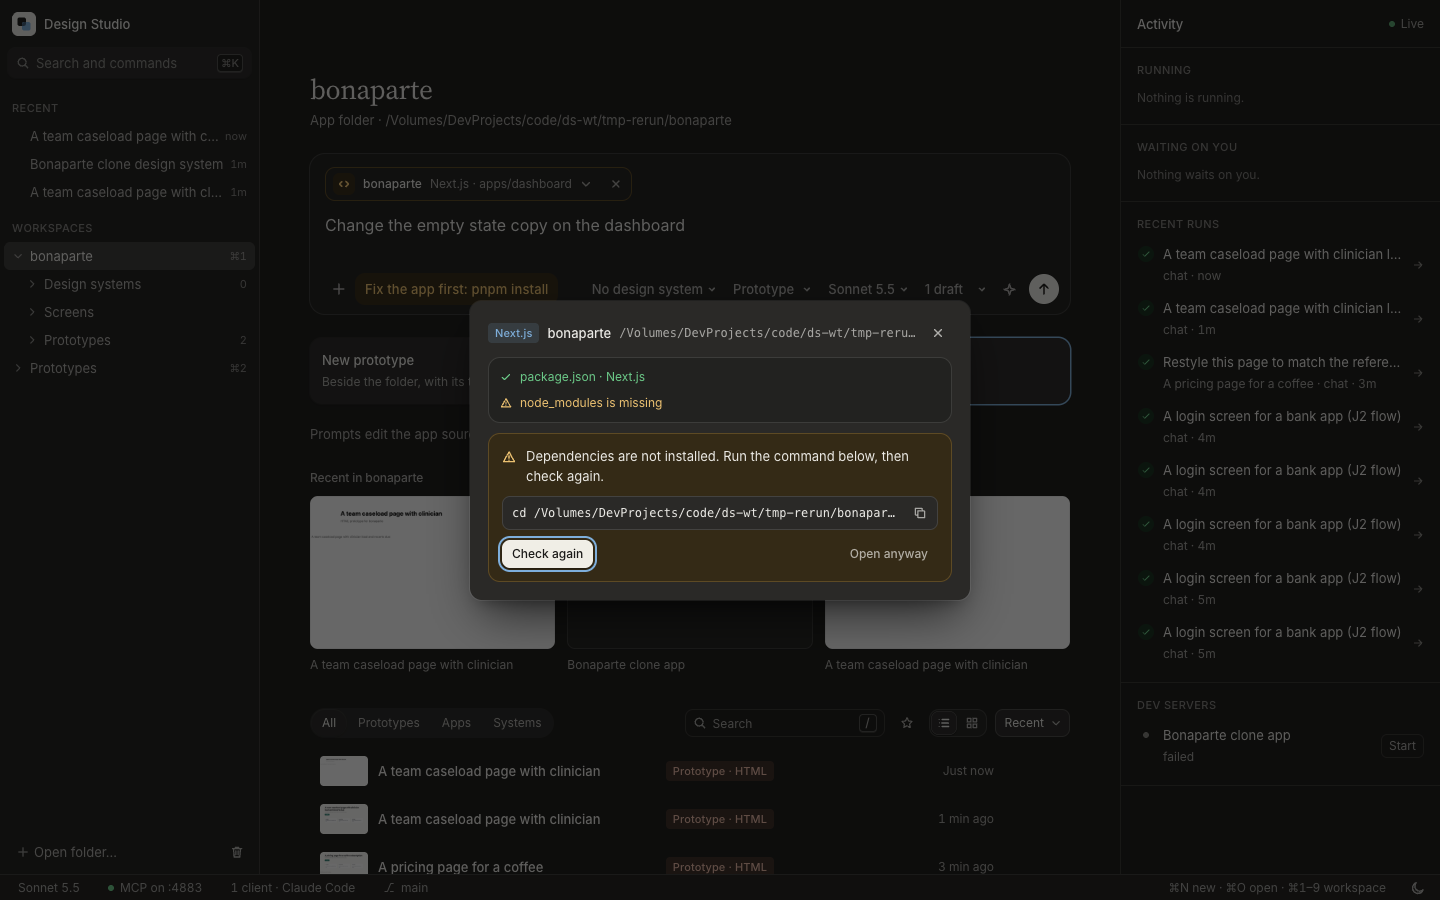 Design Studio
Search and commands ⌘K
RECENT
A team caseload page with c... now
Bonaparte clone design system 1m
A team caseload page with cl... 1m
WORKSPACES
bonaparte ⌘1
Design systems 0
Screens
Prototypes 2
Prototypes ⌘2
Open folder...
bonaparte
App folder · /Volumes/DevProjects/code/ds-wt/tmp-rerun/bonaparte
bonaparte Next.js · apps/dashboard
Change the empty state copy on the dashboard
Fix the app first: pnpm install No design system Prototype Sonnet 5.5 1 draft
New prototype
Beside the folder, with its
Prompts edit the app sour
Recent in bonaparte
A team caseload page with clinician
A team caseload page with clinician
Bonaparte clone app
A team caseload page with clinician
All Prototypes Apps Systems
Search /
Recent
A team caseload page with clinician Prototype · HTML Just now
A team caseload page with clinician Prototype · HTML 1 min ago
A pricing page for a coffee Prototype · HTML 3 min ago
Next.js bonaparte /Volumes/DevProjects/code/ds-wt/tmp-reru...
package.json · Next.js
node_modules is missing
Dependencies are not installed. Run the command below, then
check again.
cd /Volumes/DevProjects/code/ds-wt/tmp-rerun/bonapar...
Check again Open anyway
Activity Live
RUNNING
Nothing is running.
WAITING ON YOU
Nothing waits on you.
RECENT RUNS
A team caseload page with clinician l...
chat · now
A team caseload page with clinician l...
chat · 1m
Restyle this page to match the refere...
A pricing page for a coffee · chat · 3m
A login screen for a bank app (J2 flow)
chat · 4m
A login screen for a bank app (J2 flow)
chat · 4m
A login screen for a bank app (J2 flow)
chat · 4m
A login screen for a bank app (J2 flow)
chat · 5m
A login screen for a bank app (J2 flow)
chat · 5m
DEV SERVERS
Bonaparte clone app
failed
Start
Sonnet 5.5 MCP on :4883 1 client · Claude Code main
⌘N new · ⌘O open · ⌘1–9 workspace